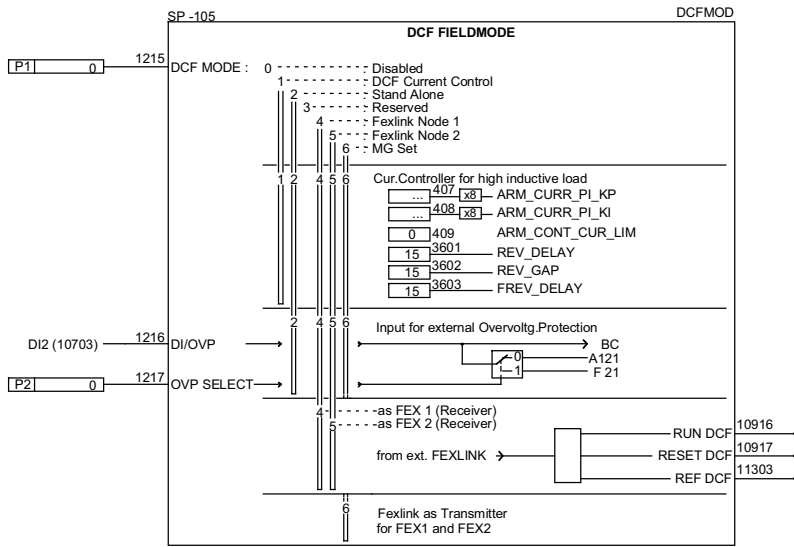 SP -105 DCFMOD
DCF FIELDMODE
P1 0 1215 DCF MODE : 0 - - - - - - - - - - Disabled
1 - - - - - - - - DCF Current Control
2 - - - - - - - Stand Alone
3 - - - - - - Reserved
4 - - - - - Fexlink Node 1
5 - - - - Fexlink Node 2
6 - - MG Set
1 2 4 5 6 Cur.Controller for high inductive load
... 407 x8 ARM_CURR_PI_KP
... 408 x8 ARM_CURR_PI_KI
0 409 ARM_CONT_CUR_LIM
15 3601 REV_DELAY
15 3602 REV_GAP
15 3603 FREV_DELAY
2 4 5 6 Input for external Overvoltg.Protection
DI2 (10703) 1216 DI/OVP BC
0 A121
1 F 21
P2 0 1217 OVP SELECT
4 - - - as FEX 1 (Receiver)
5 - - - as FEX 2 (Receiver)
RUN DCF 10916
from ext. FEXLINK RESET DCF 10917
REF DCF 11303
6 Fexlink as Transmitter
for FEX1 and FEX2